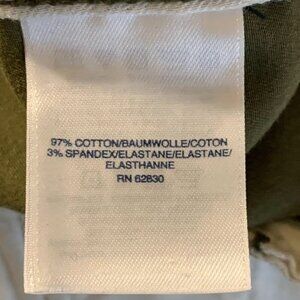 97% COTTON/BAUMWOLLE/COTON
3% SPANDEX/ELASTANE/ELASTANE/
ELASTHANNE
RN 62830